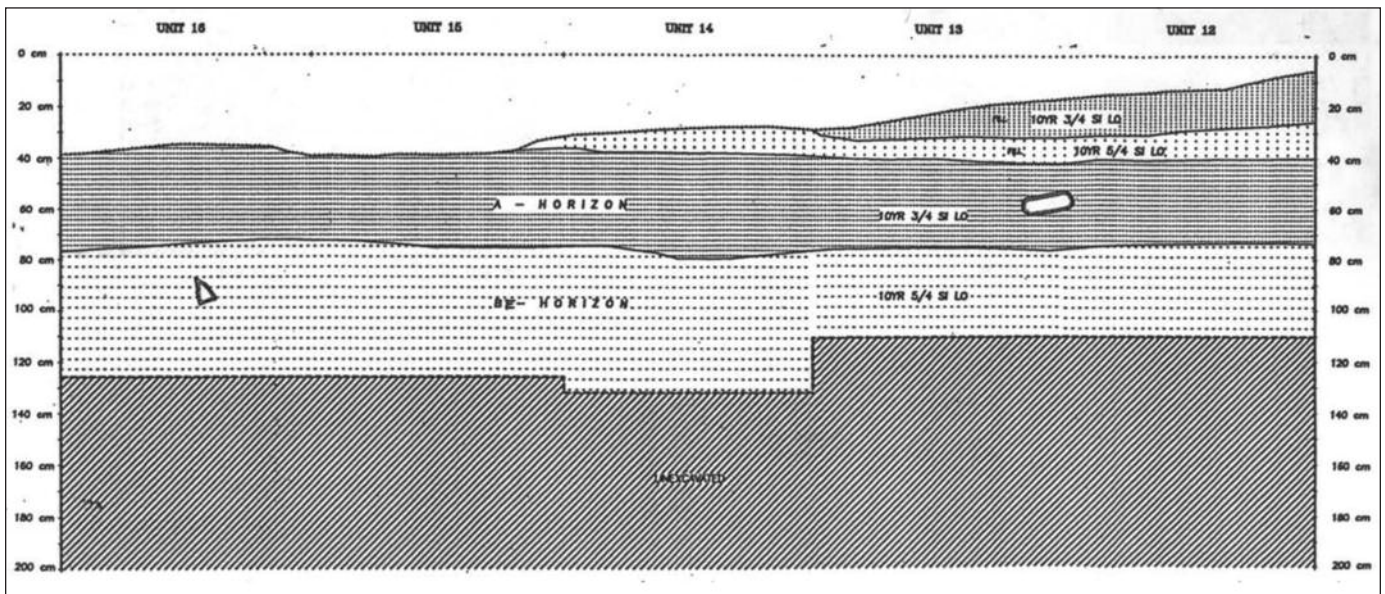 UNIT 16 UNIT 15 UNIT 14 UNIT 13 UNIT 12
0 cm 0 cm
20 cm 20 cm
10YR 3/4 SI LO
10YR 5/4 SI LO
40 cm 40 cm
A - HORIZON
10YR 3/4 SI LO
60 cm 60 cm
80 cm 80 cm
BE- HORIZON
10YR 5/4 SI LO
100 cm 100 cm
120 cm 120 cm
140 cm 140 cm
160 cm 160 cm
UNEXCAVATED
180 cm 180 cm
200 cm 200 cm